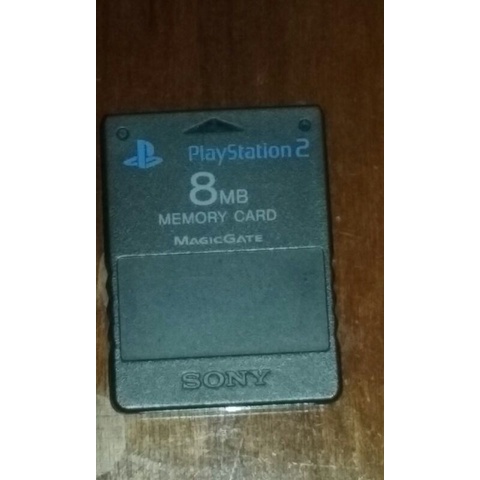 PlayStation 2
8MB
MEMORY CARD
MAGICGATE
SONY